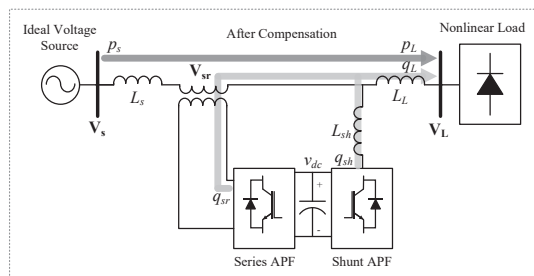 Ideal Voltage
Source
After Compensation
Nonlinear Load
p_s
p_L
V_sr
q_L
L_s
L_L
V_s
V_L
L_sh
v_dc
q_sh
q_sr
+
-
Series APF
Shunt APF